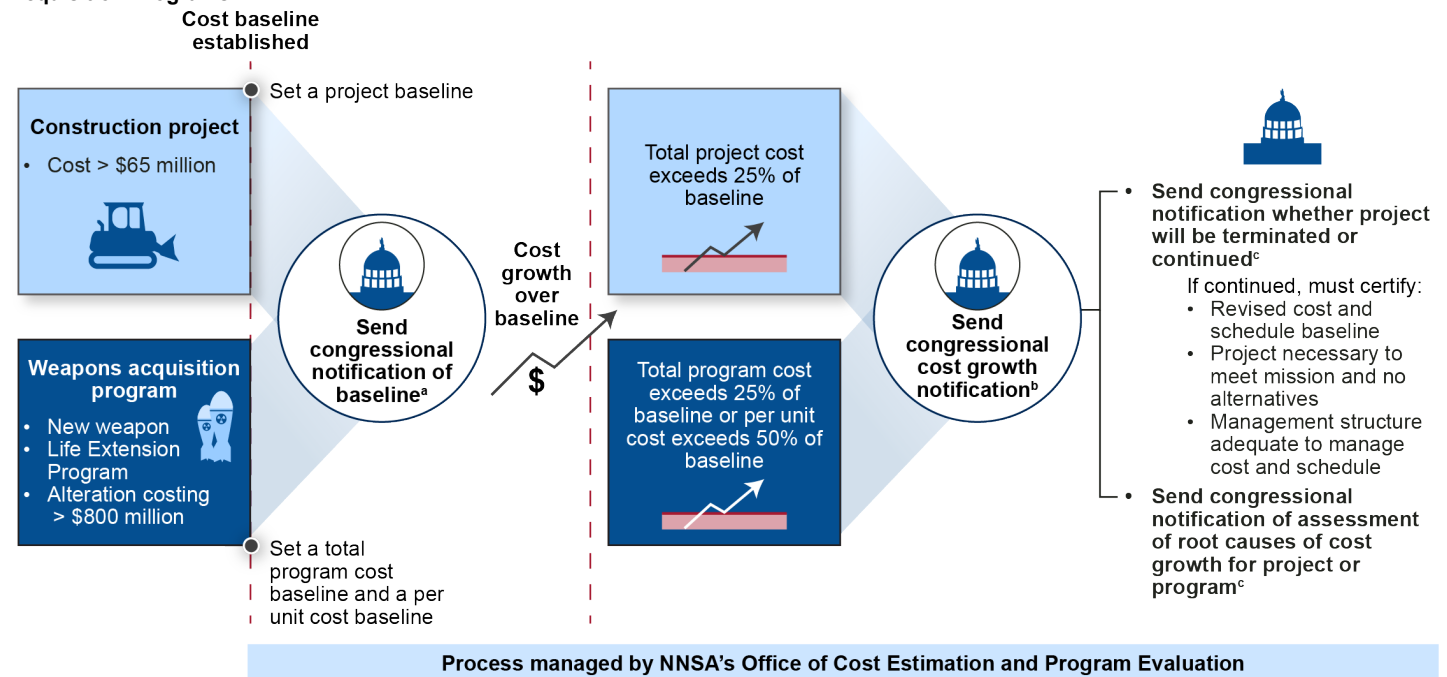 Cost baseline
established
Set a project baseline
Construction project
• Cost > $65 million
Weapons acquisition
program
• New weapon
• Life Extension
Program
• Alteration costing
> $800 million
Set a total
program cost
baseline and a per
unit cost baseline
Send
congressional
notification of
baselineᵃ
Cost
growth
over
baseline
$
Total project cost
exceeds 25% of
baseline
Total program cost
exceeds 25% of
baseline or per unit
cost exceeds 50% of
baseline
Send
congressional
cost growth
notificationᵇ
• Send congressional
notification whether project
will be terminated or
continuedᶜ
If continued, must certify:
• Revised cost and
schedule baseline
• Project necessary to
meet mission and no
alternatives
• Management structure
adequate to manage
cost and schedule
• Send congressional
notification of assessment
of root causes of cost
growth for project or
programᶜ
Process managed by NNSA’s Office of Cost Estimation and Program Evaluation